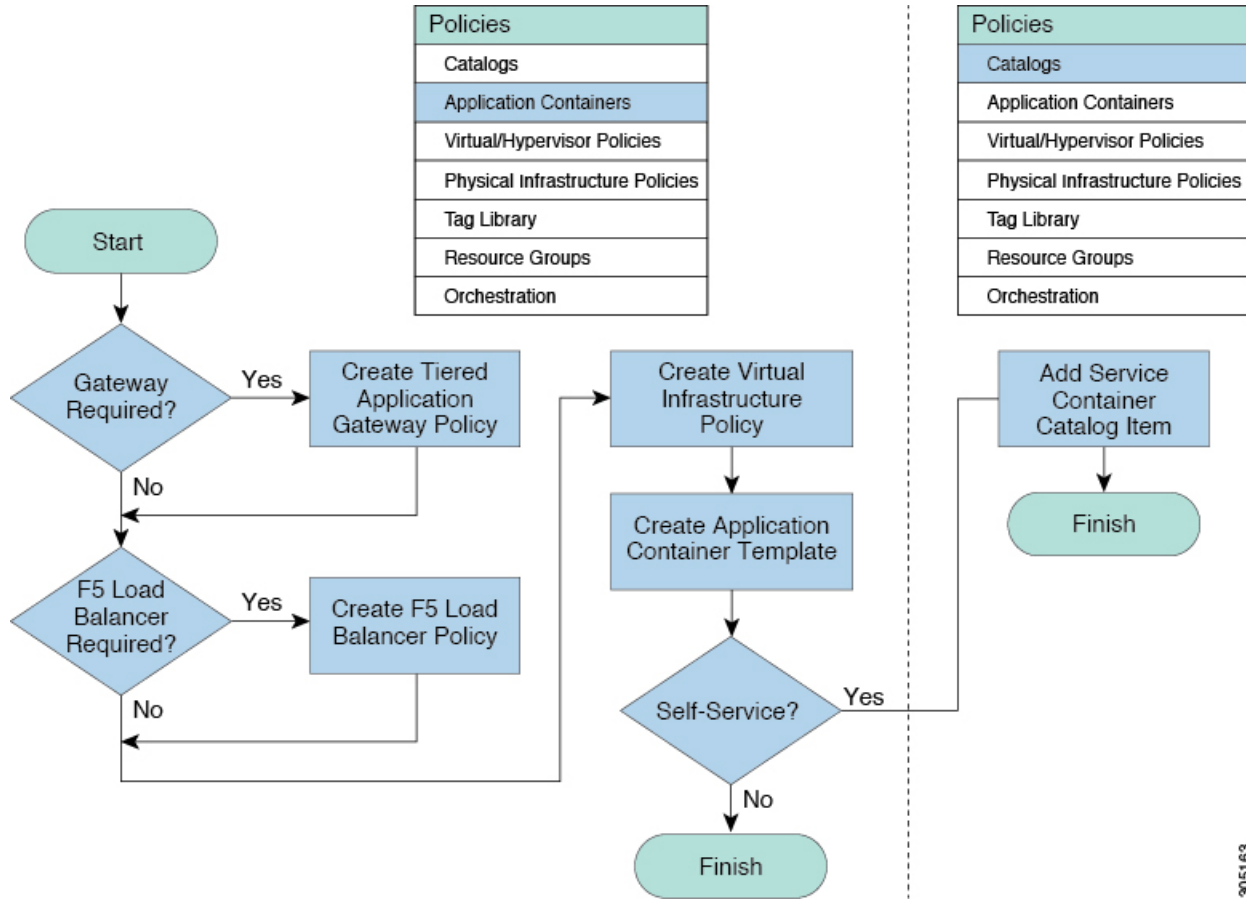 Policies
Catalogs
Application Containers
Virtual/Hypervisor Policies
Physical Infrastructure Policies
Tag Library
Resource Groups
Orchestration
Policies
Catalogs
Application Containers
Virtual/Hypervisor Policies
Physical Infrastructure Policies
Tag Library
Resource Groups
Orchestration
Start
Gateway
Required?
Yes
Create Tiered
Application
Gateway Policy
No
F5 Load
Balancer
Required?
Yes
Create F5 Load
Balancer Policy
No
Create Virtual
Infrastructure
Policy
Create Application
Container Template
Self-Service?
Yes
No
Finish
Add Service
Container
Catalog Item
Finish
305163